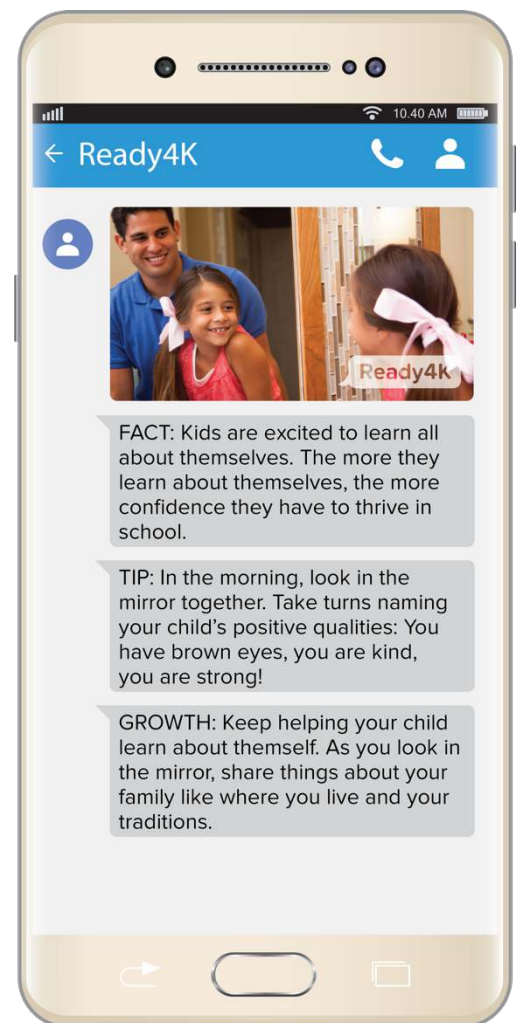 10.40 AM
Ready4K
Ready4K
FACT: Kids are excited to learn all
about themselves. The more they
learn about themselves, the more
confidence they have to thrive in
school.
TIP: In the morning, look in the
mirror together. Take turns naming
your child’s positive qualities: You
have brown eyes, you are kind,
you are strong!
GROWTH: Keep helping your child
learn about themself. As you look in
the mirror, share things about your
family like where you live and your
traditions.